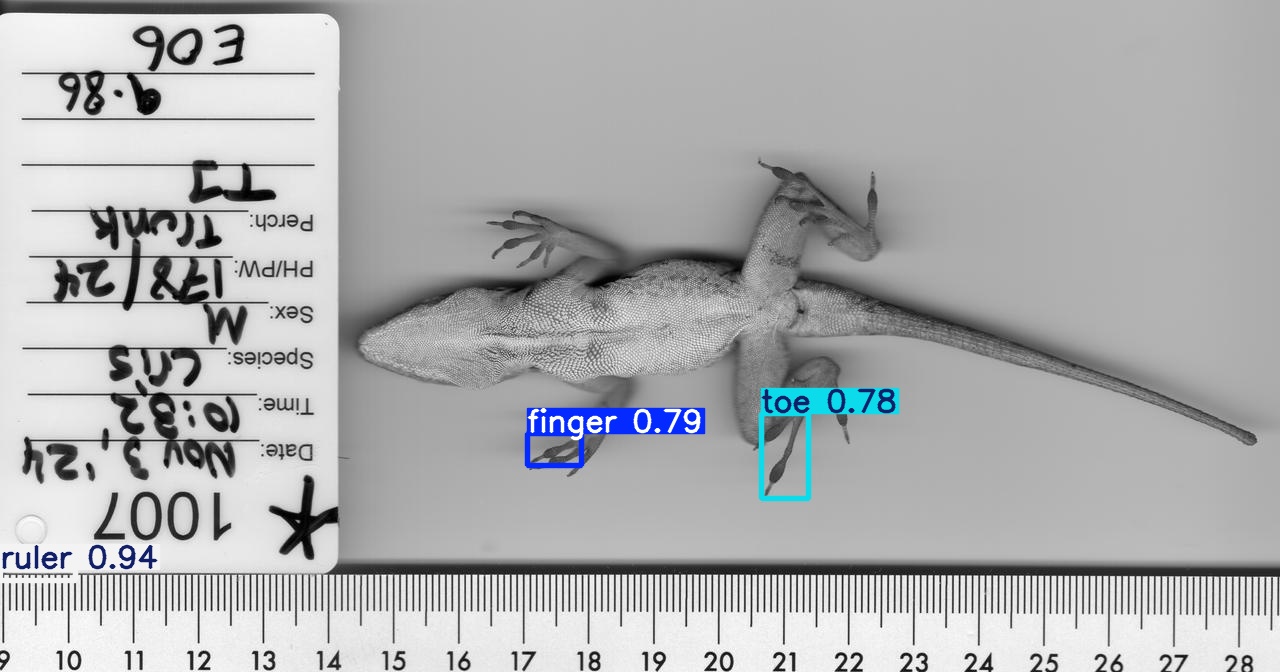 * 1007
Date: Nov 3, '24
Time: 10:32
Species: Cris
Sex: M
PH/PW: 178/24
Perch: Trunk
9.86
E06
finger 0.79
toe 0.78
ruler 0.94
9 10 11 12 13 14 15 16 17 18 19 20 21 22 23 24 25 26 27 28